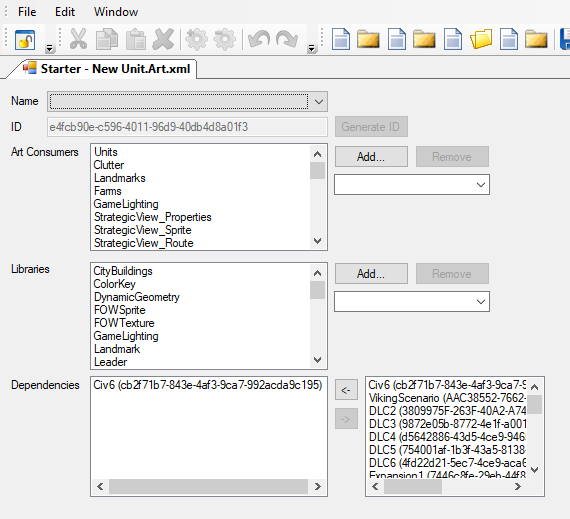 File Edit Window
Starter - New Unit.Art.xml
Name
ID e4fcb90e-c596-4011-96d9-40db4d8a01f3 Generate ID
Art Consumers
Units
Clutter
Landmarks
Farms
GameLighting
StrategicView_Properties
StrategicView_Sprite
StrategicView_Route
Add... Remove
Libraries
CityBuildings
ColorKey
DynamicGeometry
FOWSprite
FOWTexture
GameLighting
Landmark
Leader
Add... Remove
Dependencies
Civ6 (cb2f71b7-843e-4af3-9ca7-992acda9c195)
<-
->
Civ6 (cb2f71b7-843e-4af3-9ca7-9
VikingScenario (AAC38552-7662-
DLC2 (3809975F-263F-40A2-A74
DLC3 (9872e05b-8772-4e1f-a001
DLC4 (d5642886-43d5-4ce9-946
DLC5 (754001af-1b3f-43a5-8138-
DLC6 (4fd22d21-5ec7-4ce9-aca6
Expansion1 (7446c8fe-29eb-44f8